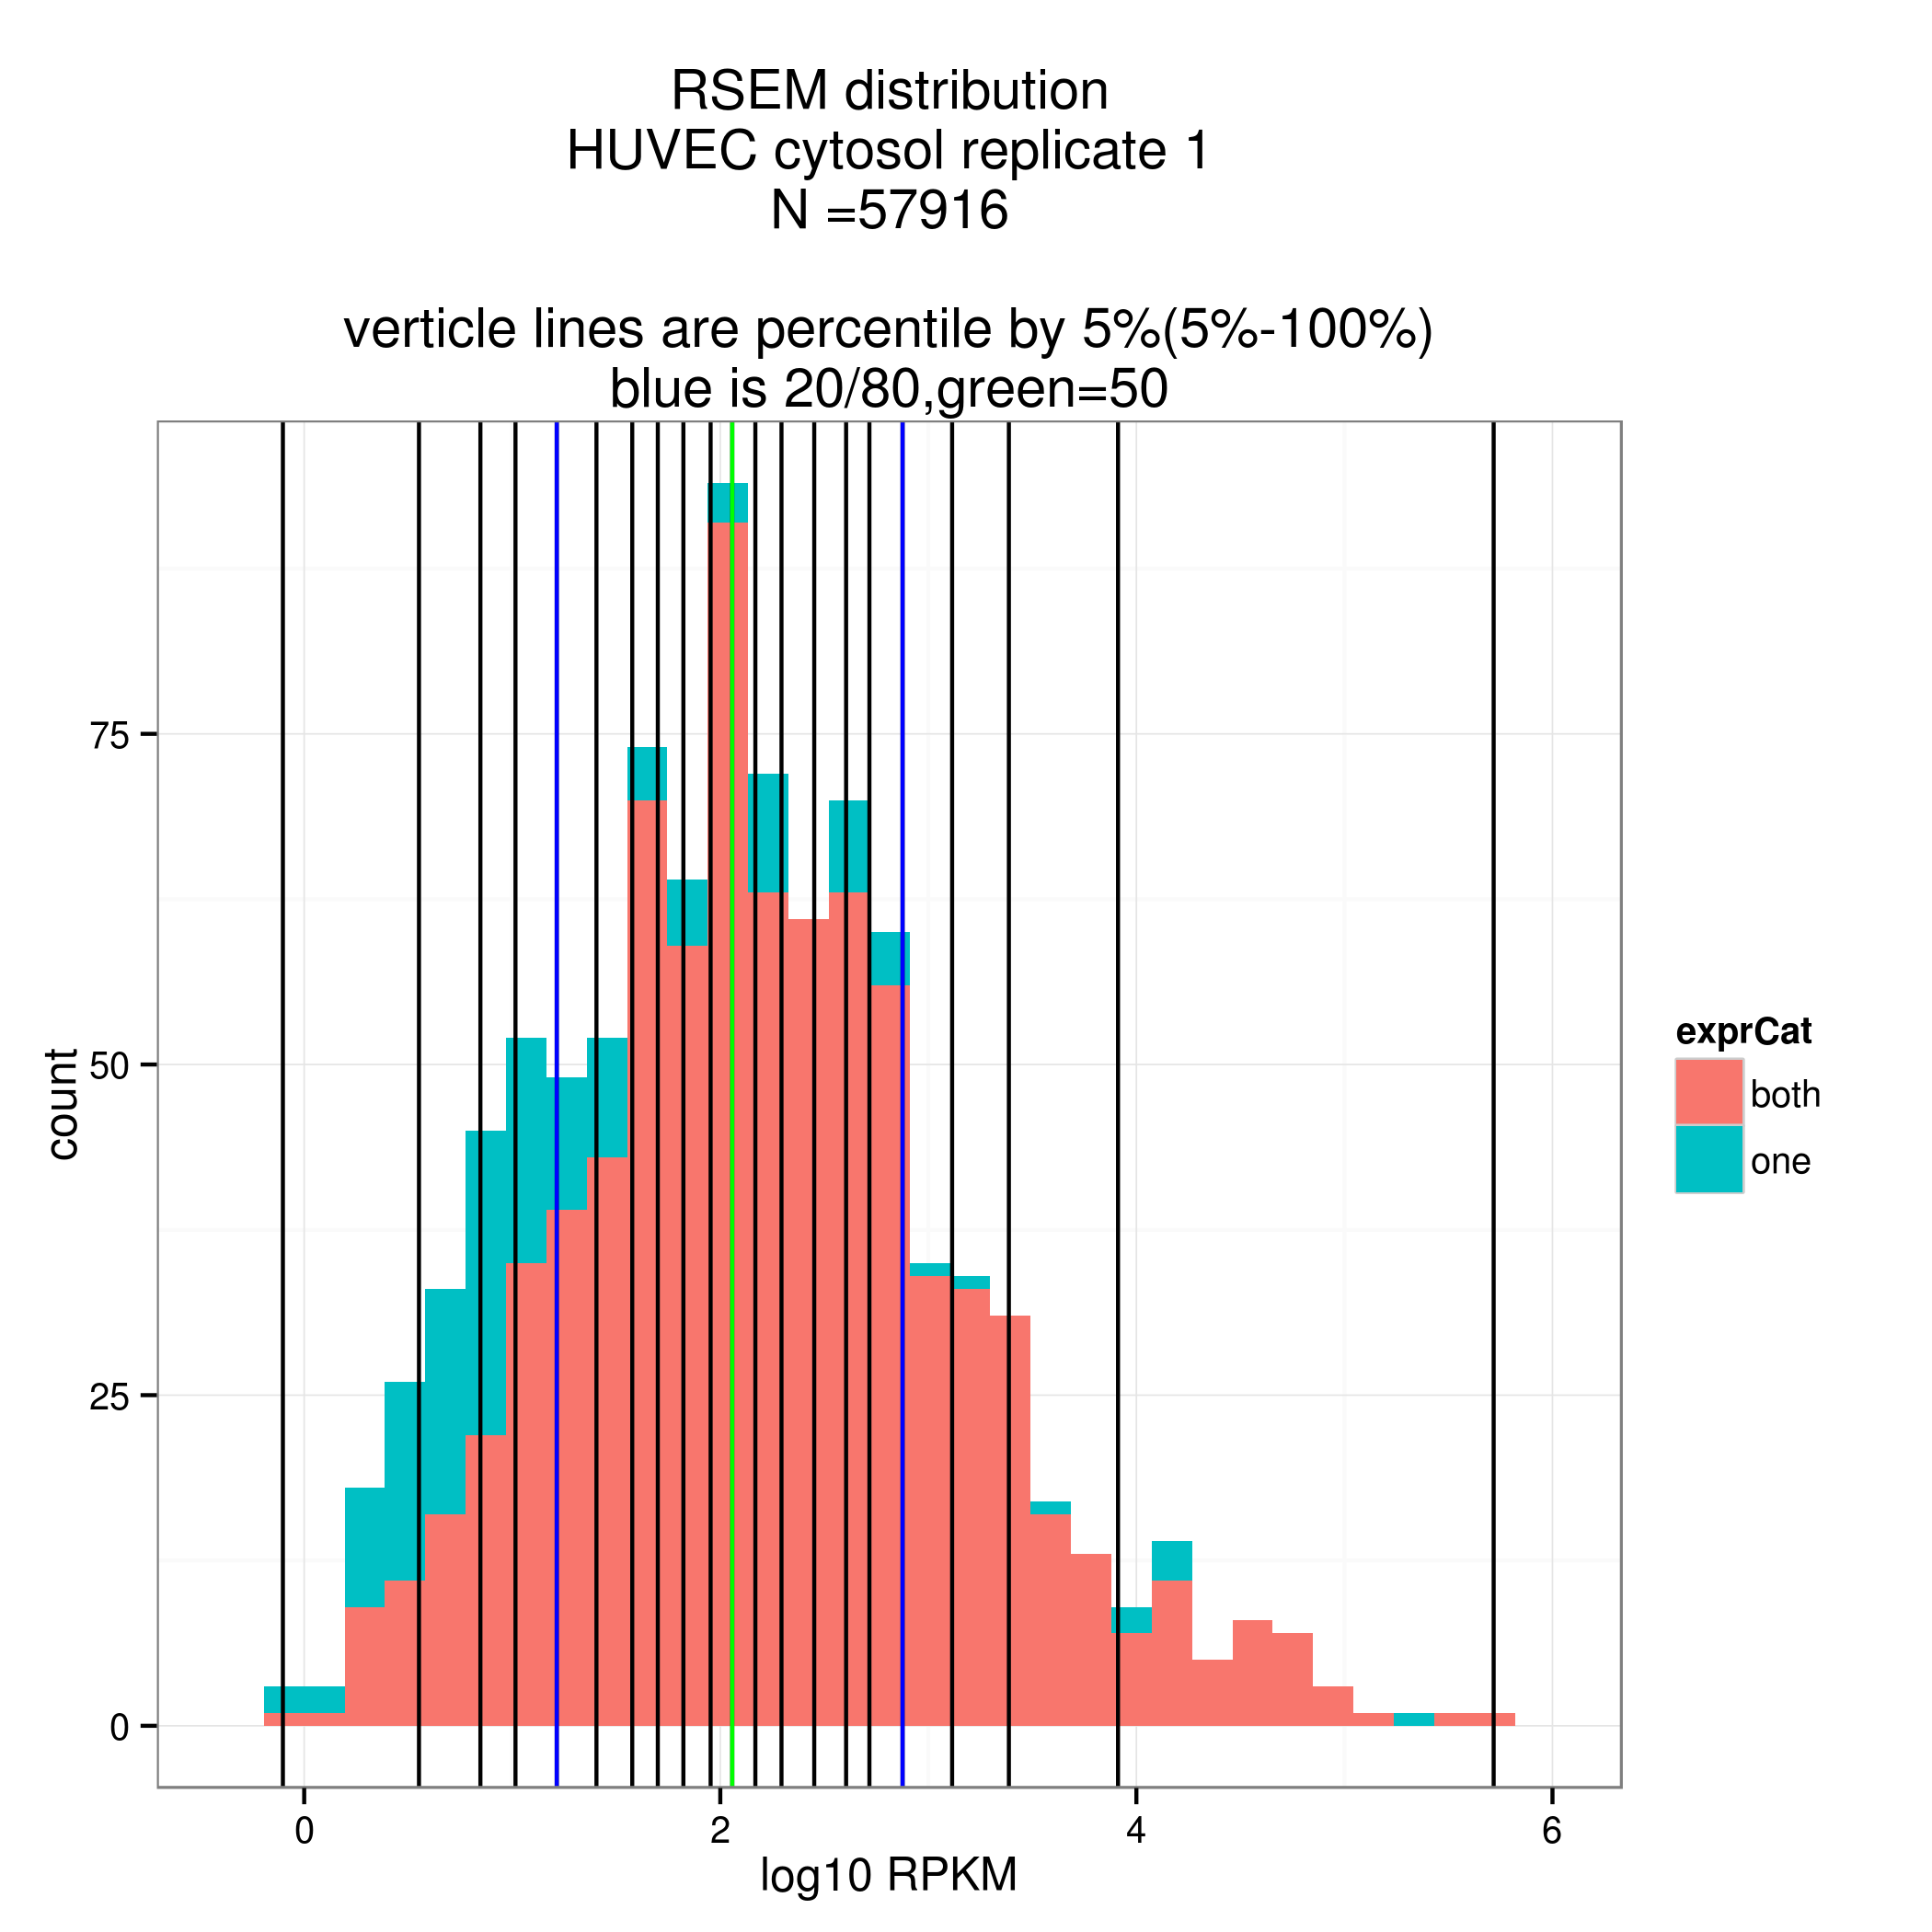 RSEM distribution
HUVEC cytosol replicate 1
N =57916
verticle lines are percentile by 5%(5%-100%)
blue is 20/80,green=50
75
50
25
0
count
0 2 4 6
log10 RPKM
exprCat
both
one